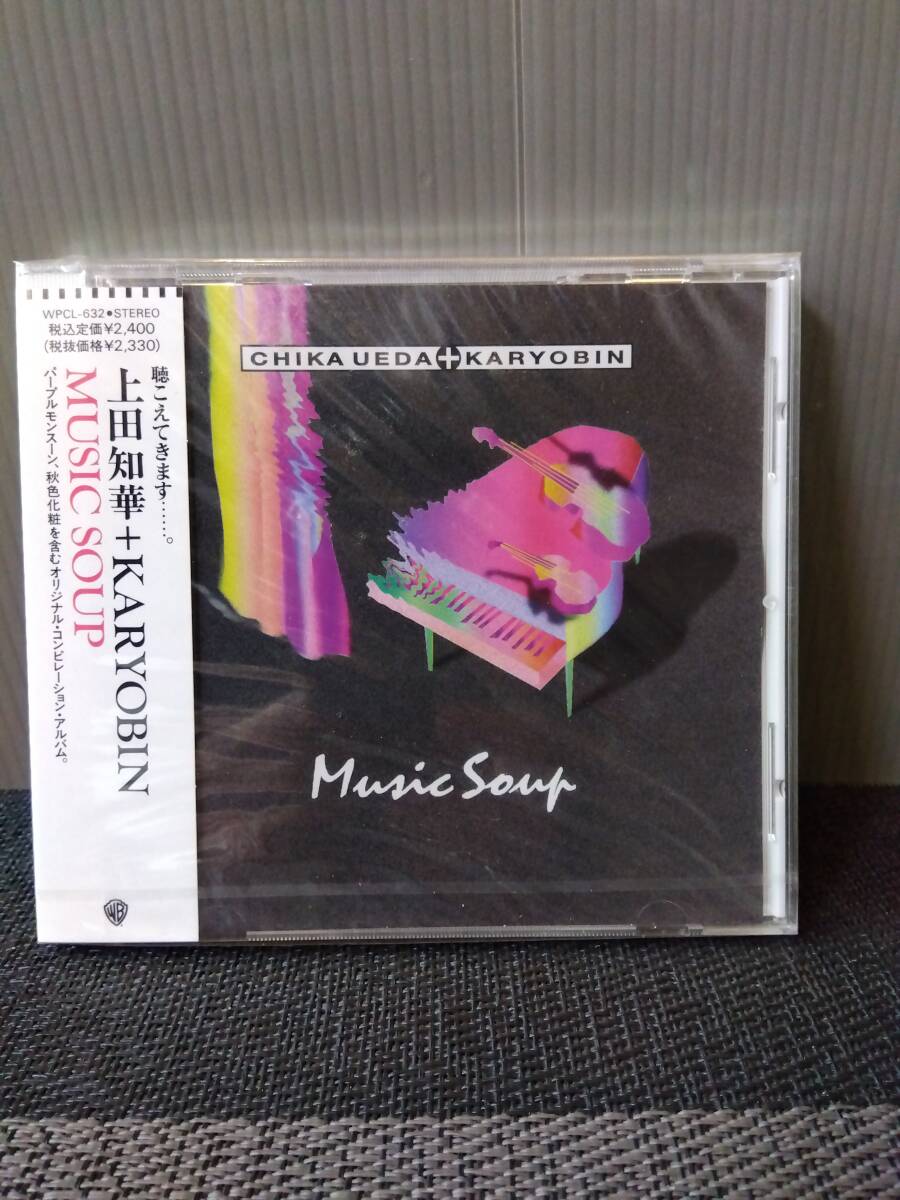 WPCL-632●STEREO
税込定価¥2,400
(税抜価格¥2,330)
聴こえてきます……。
上田知華+KARYOBIN
MUSIC SOUP
パープルモンスーン、秋色化粧を含むオリジナル・コンピレーション・アルバム。
WB
CHIKA UEDA+KARYOBIN
Music Soup